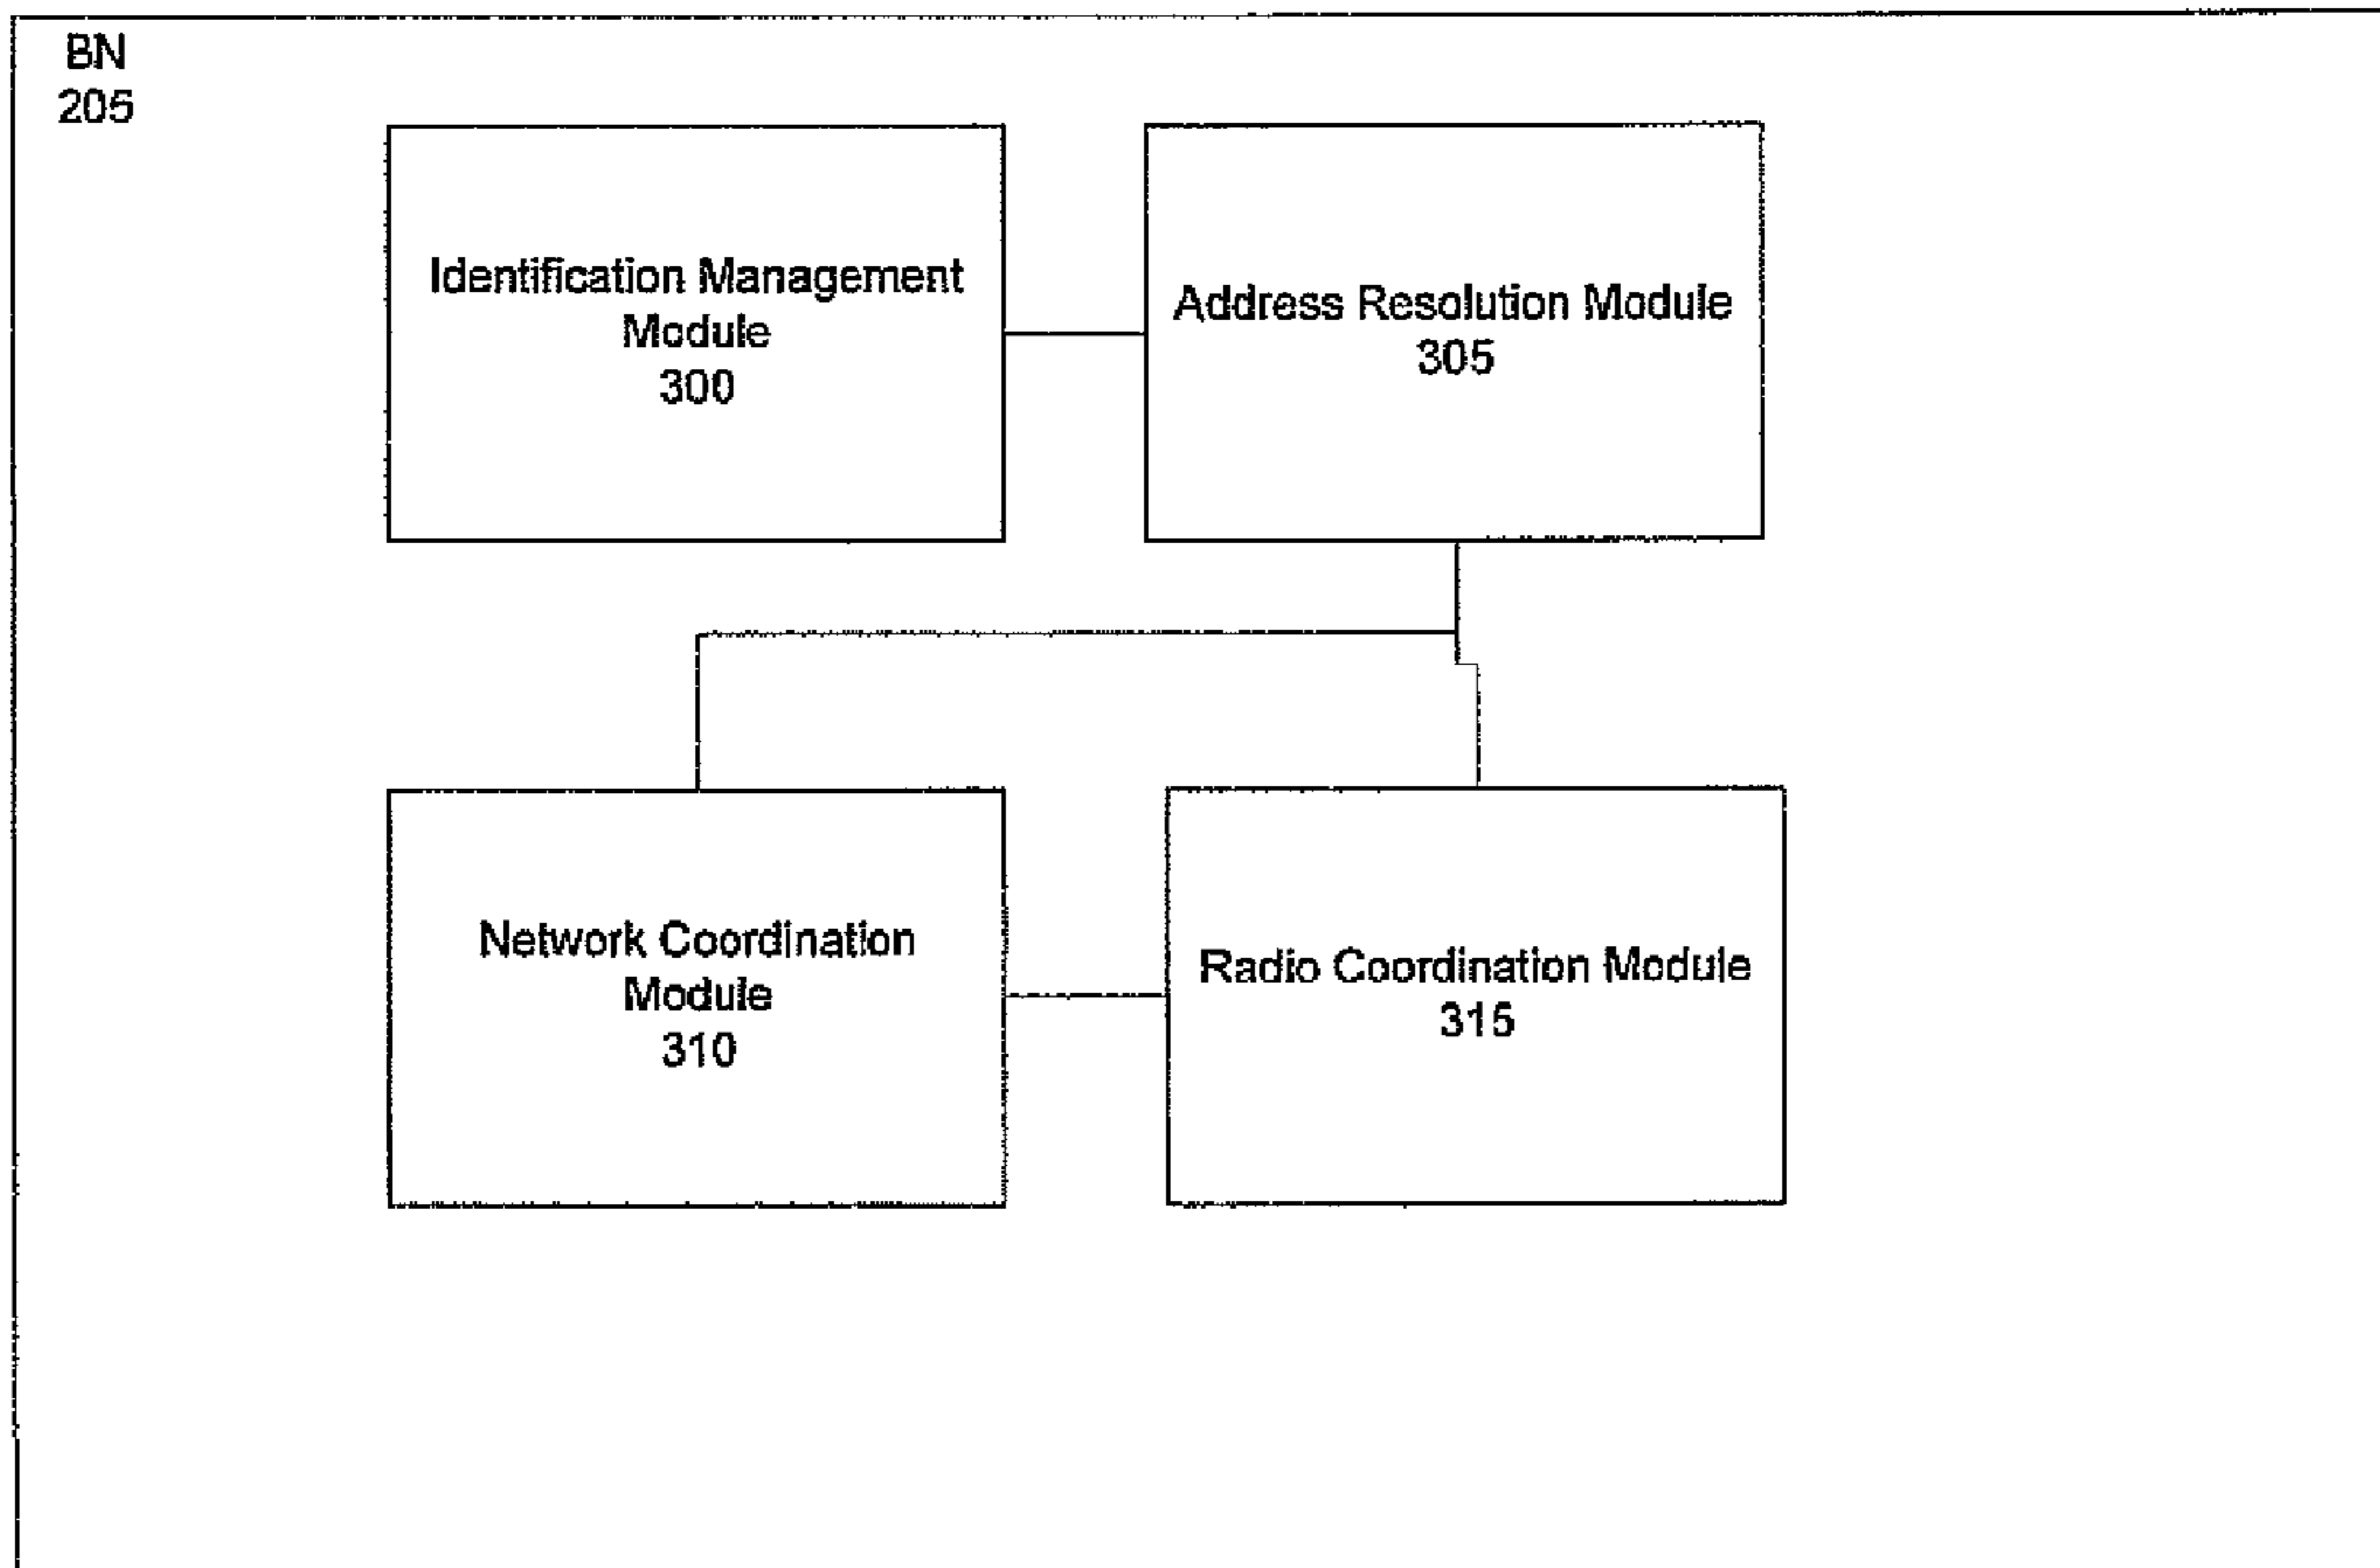 BN
205
Identification Management
Module
300
Address Resolution Module
305
Network Coordination
Module
310
Radio Coordination Module
315